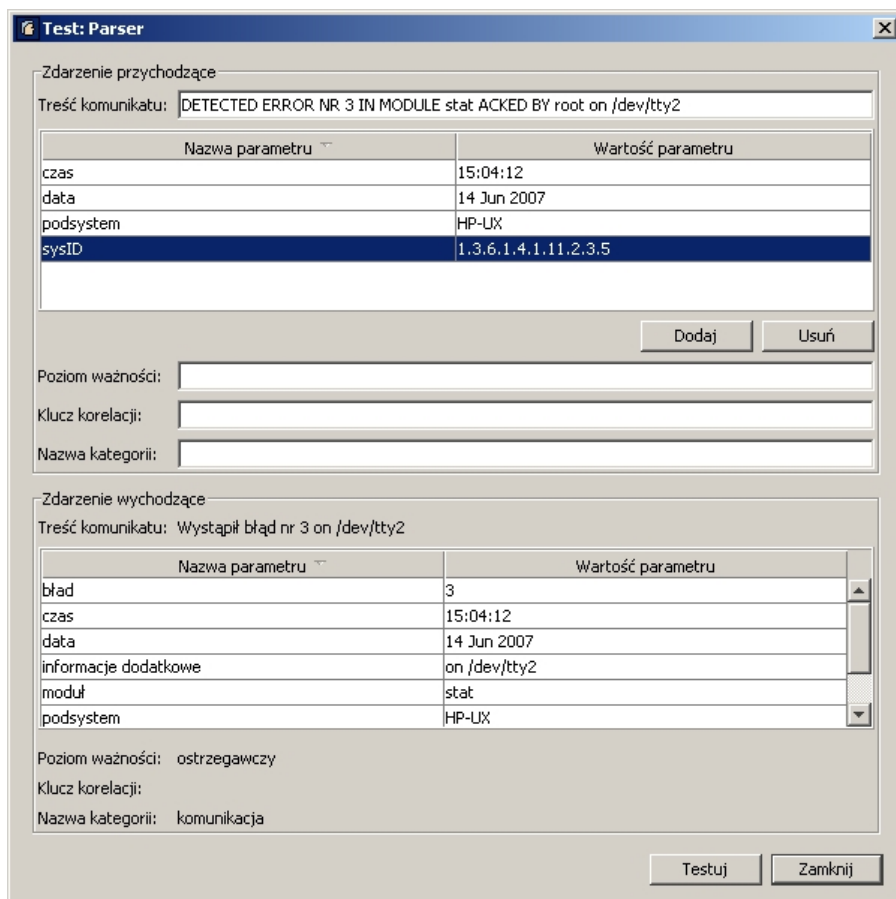 Test: Parser
Zdarzenie przychodzące
Treść komunikatu: DETECTED ERROR NR 3 IN MODULE stat ACKED BY root on /dev/tty2
Nazwa parametru Wartość parametru
czas 15:04:12
data 14 Jun 2007
podsystem HP-UX
sysID 1.3.6.1.4.1.11.2.3.5
Dodaj Usuń
Poziom ważności:
Klucz korelacji:
Nazwa kategorii:
Zdarzenie wychodzące
Treść komunikatu: Wystąpił błąd nr 3 on /dev/tty2
Nazwa parametru Wartość parametru
bład 3
czas 15:04:12
data 14 Jun 2007
informacje dodatkowe on /dev/tty2
moduł stat
podsystem HP-UX
Poziom ważności: ostrzegawczy
Klucz korelacji:
Nazwa kategorii: komunikacja
Testuj Zamknij